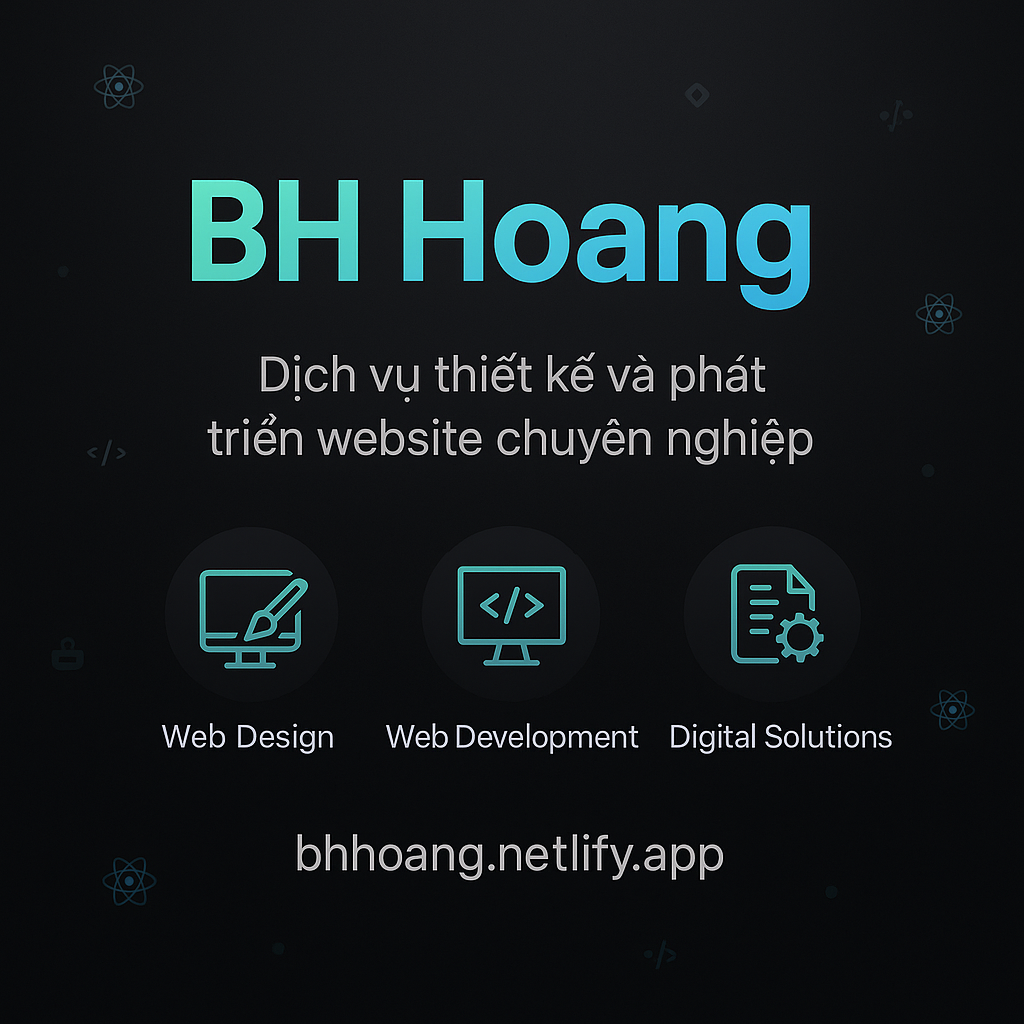 BH Hoang
Dịch vụ thiết kế và phát
triển website chuyên nghiệp
</>
Web Design
Web Development
Digital Solutions
bhhoang.netlify.app